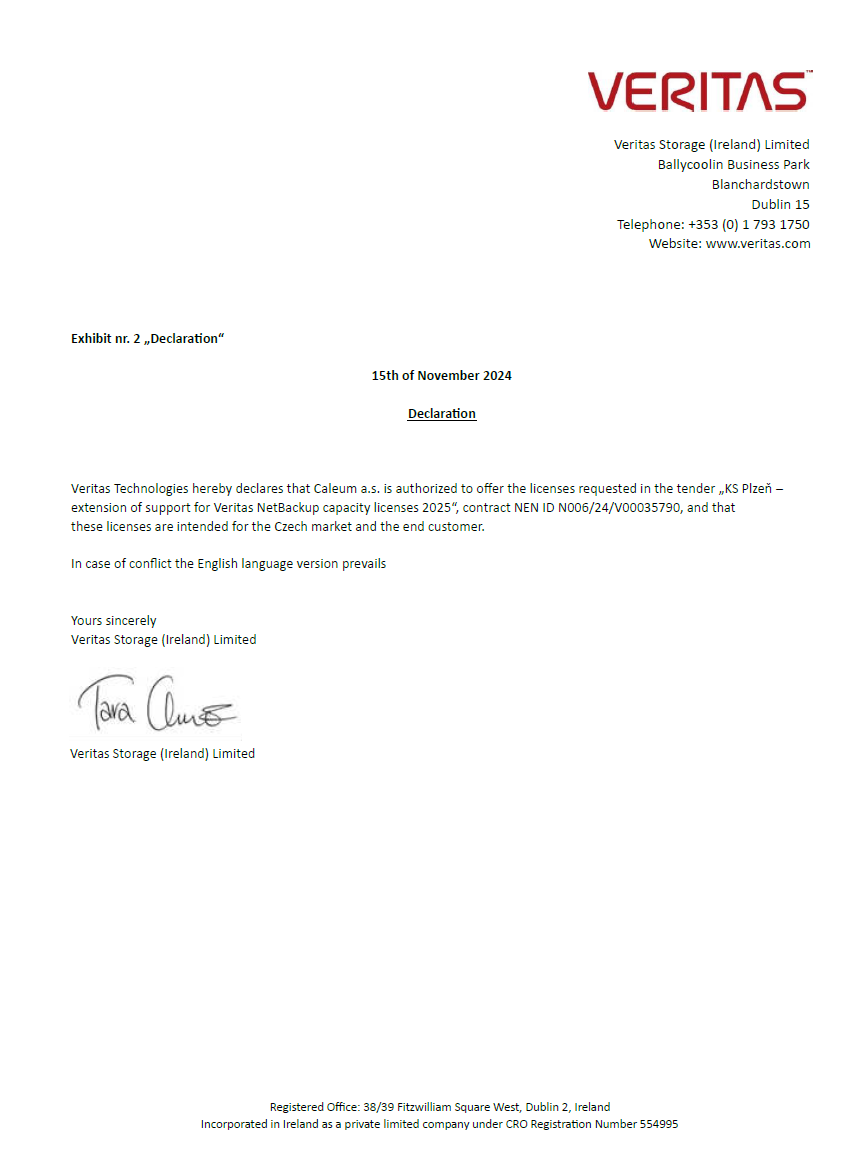 VERITAS™
Veritas Storage (Ireland) Limited
Ballycoolin Business Park
Blanchardstown
Dublin 15
Telephone: +353 (0) 1 793 1750
Website: www.veritas.com
Exhibit nr. 2 „Declaration“
15th of November 2024
Declaration
Veritas Technologies hereby declares that Caleum a.s. is authorized to offer the licenses requested in the tender „KS Plzeň –
extension of support for Veritas NetBackup capacity licenses 2025“, contract NEN ID N006/24/V00035790, and that
these licenses are intended for the Czech market and the end customer.
In case of conflict the English language version prevails
Yours sincerely
Veritas Storage (Ireland) Limited
Tara
Veritas Storage (Ireland) Limited
Registered Office: 38/39 Fitzwilliam Square West, Dublin 2, Ireland
Incorporated in Ireland as a private limited company under CRO Registration Number 554995